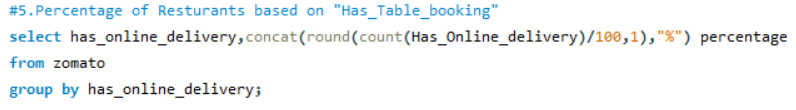 #5.Percentage of Resturants based on "Has_Table_booking"
select has_online_delivery,concat(round(count(Has_Online_delivery)/100,1),"%") percentage
from zomato
group by has_online_delivery;